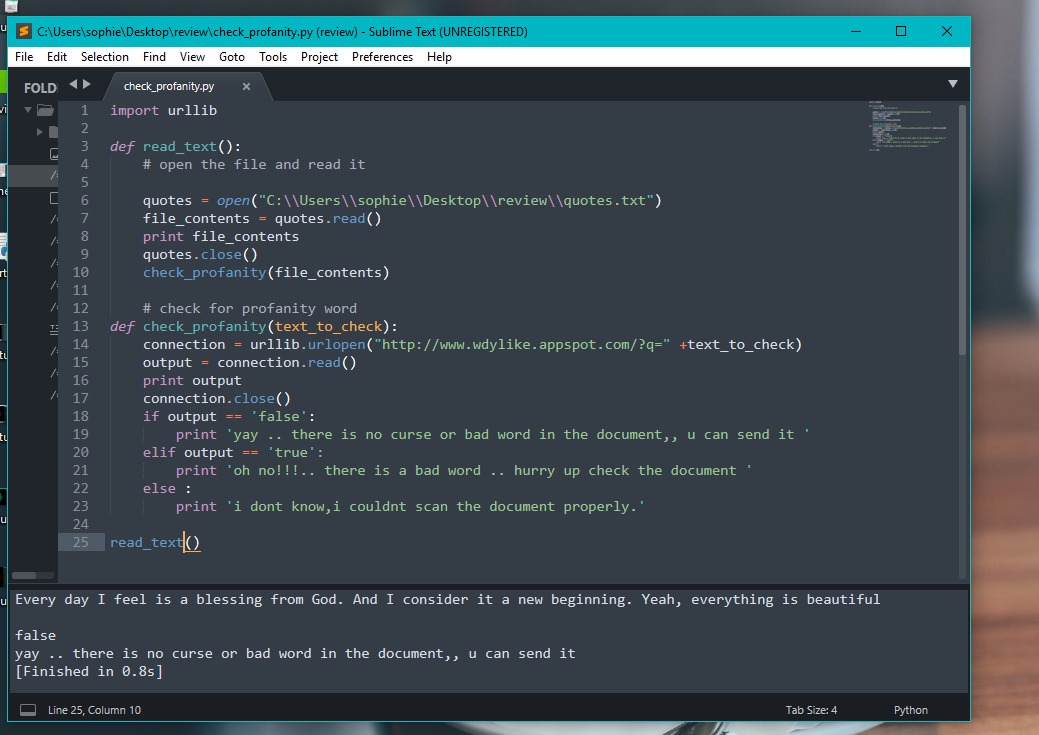 C:\Users\sophie\Desktop\review\check_profanity.py (review) - Sublime Text (UNREGISTERED)
File Edit Selection Find View Goto Tools Project Preferences Help
FOLD
check_profanity.py
1 import urllib
2
3 def read_text():
4 # open the file and read it
5
6 quotes = open("C:\\Users\\sophie\\Desktop\\review\\quotes.txt")
7 file_contents = quotes.read()
8 print file_contents
9 quotes.close()
10 check_profanity(file_contents)
11
12 # check for profanity word
13 def check_profanity(text_to_check):
14 connection = urllib.urlopen("http://www.wdylike.appspot.com/?q=" +text_to_check)
15 output = connection.read()
16 print output
17 connection.close()
18 if output == 'false':
19 print 'yay .. there is no curse or bad word in the document,, u can send it '
20 elif output == 'true':
21 print 'oh no!!!.. there is a bad word .. hurry up check the document '
22 else :
23 print 'i dont know,i couldnt scan the document properly.'
24
25 read_text()
Every day I feel is a blessing from God. And I consider it a new beginning. Yeah, everything is beautiful
false
yay .. there is no curse or bad word in the document,, u can send it
[Finished in 0.8s]
Line 25, Column 10
Tab Size: 4
Python